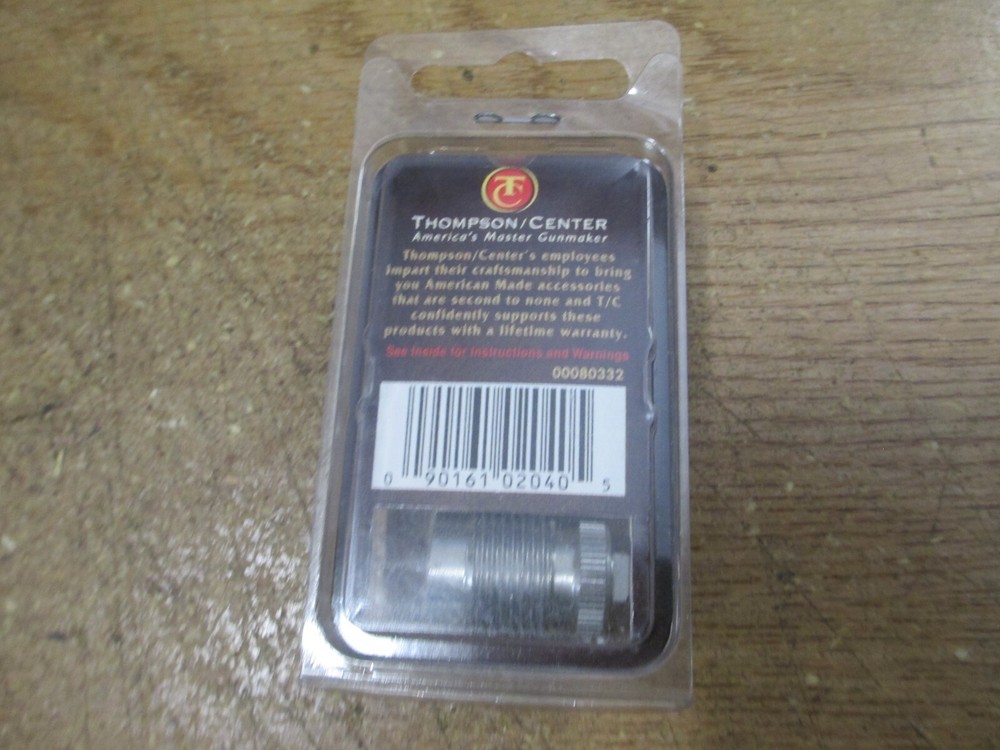 TC
THOMPSON/CENTER
America's Master Gunmaker
Thompson/Center's employees
impart their craftsmanship to bring
you American Made accessories
that are second to none and T/C
confidently supports these
products with a lifetime warranty.
See Inside for Instructions and Warnings
00080332
0 90161 02040 5